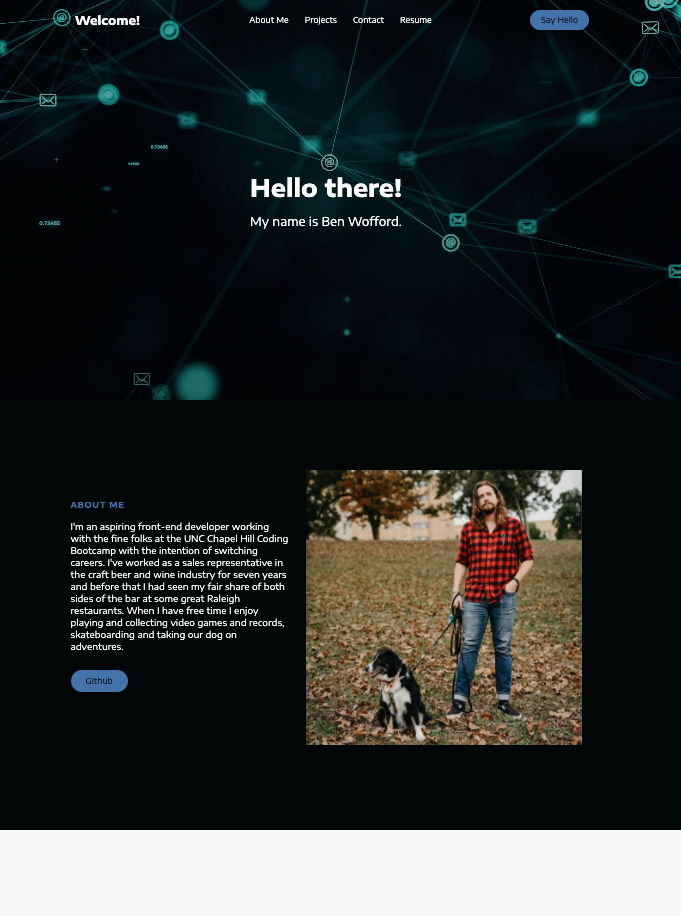 Welcome!
About Me Projects Contact Resume
Say Hello
0.73455
0.73455
Hello there!
My name is Ben Wofford.
ABOUT ME
I'm an aspiring front-end developer working
with the fine folks at the UNC Chapel Hill Coding
Bootcamp with the intention of switching
careers. I've worked as a sales representative in
the craft beer and wine industry for seven years
and before that I had seen my fair share of both
sides of the bar at some great Raleigh
restaurants. When I have free time I enjoy
playing and collecting video games and records,
skateboarding and taking our dog on
adventures.
Github